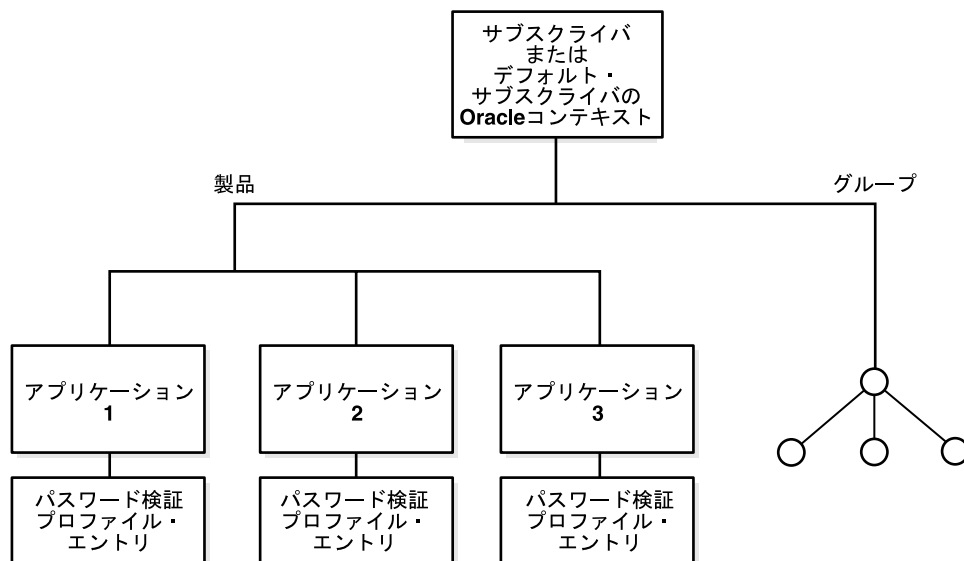 サブスクライバ
または
デフォルト・
サブスクライバの
Oracleコンテキスト
製品
グループ
アプリケーション
1
アプリケーション
2
アプリケーション
3
パスワード検証
プロファイル・
エントリ
パスワード検証
プロファイル・
エントリ
パスワード検証
プロファイル・
エントリ